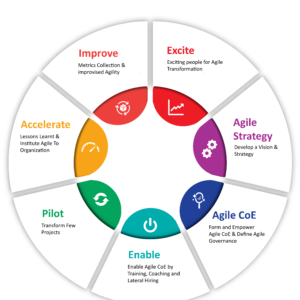 Improve
Metrics Collection &
improvised Agility
Excite
Exciting people for Agile
Transformation
Agile
Strategy
Develop a Vision &
Strategy
Agile CoE
Form and Empower
Agile CoE & Define Agile
Governance
Enable
Enable Agile CoE by
Training, Coaching and
Lateral Hiring
Pilot
Transform Few
Projects
Accelerate
Lessons Learnt &
Institute Agile To
Organization